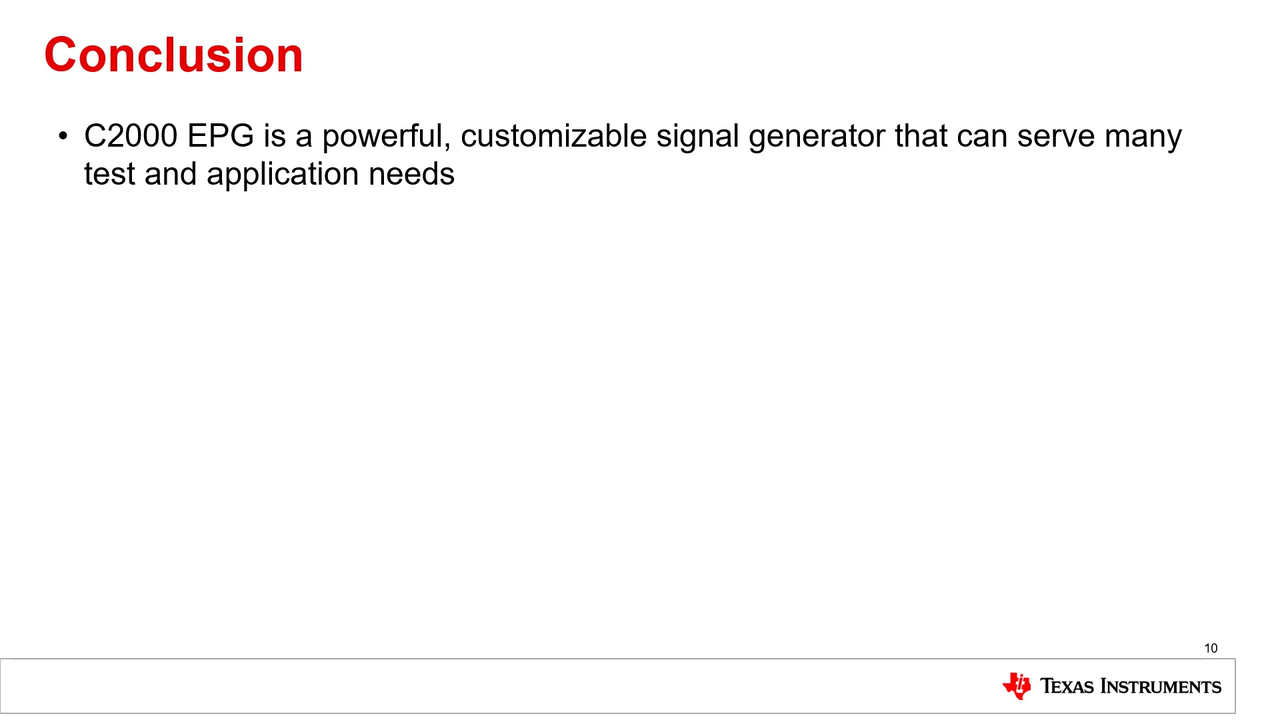 Conclusion
• C2000 EPG is a powerful, customizable signal generator that can serve many
test and application needs
10
TEXAS INSTRUMENTS